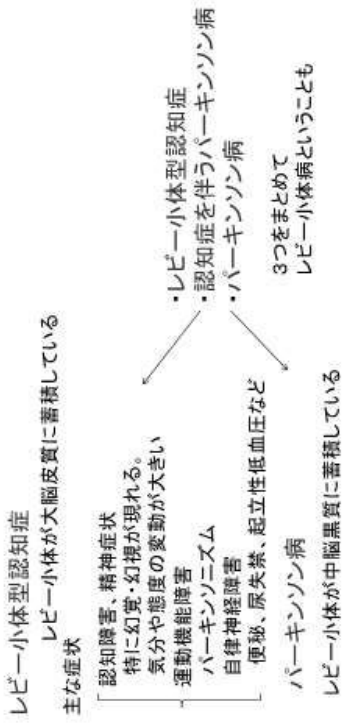 レビー小体型認知症
レビー小体が大脳皮質に蓄積している
主な症状
認知障害、精神症状
特に幻覚・幻視が現れる。
気分や態度の変動が大きい
運動機能障害
パーキンソニズム
自律神経障害
便秘、尿失禁、起立性低血圧など
パーキンソン病
レビー小体が中脳黒質に蓄積している
・レビー小体型認知症
・認知症を伴うパーキンソン病
・パーキンソン病
3つをまとめて
レビー小体病ということも